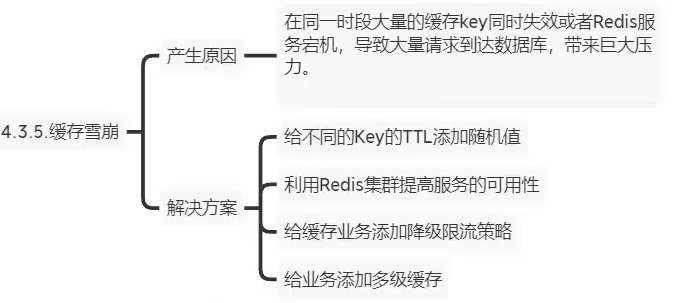 4.3.5.缓存雪崩
产生原因
在同一时段大量的缓存key同时失效或者Redis服
务宕机，导致大量请求到达数据库，带来巨大压
力。
解决方案
给不同的Key的TTL添加随机值
利用Redis集群提高服务的可用性
给缓存业务添加降级限流策略
给业务添加多级缓存